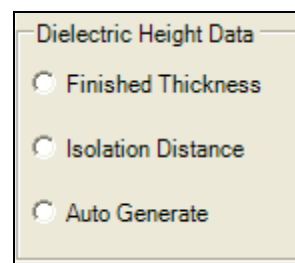 Dielectric Height Data
Finished Thickness
Isolation Distance
Auto Generate